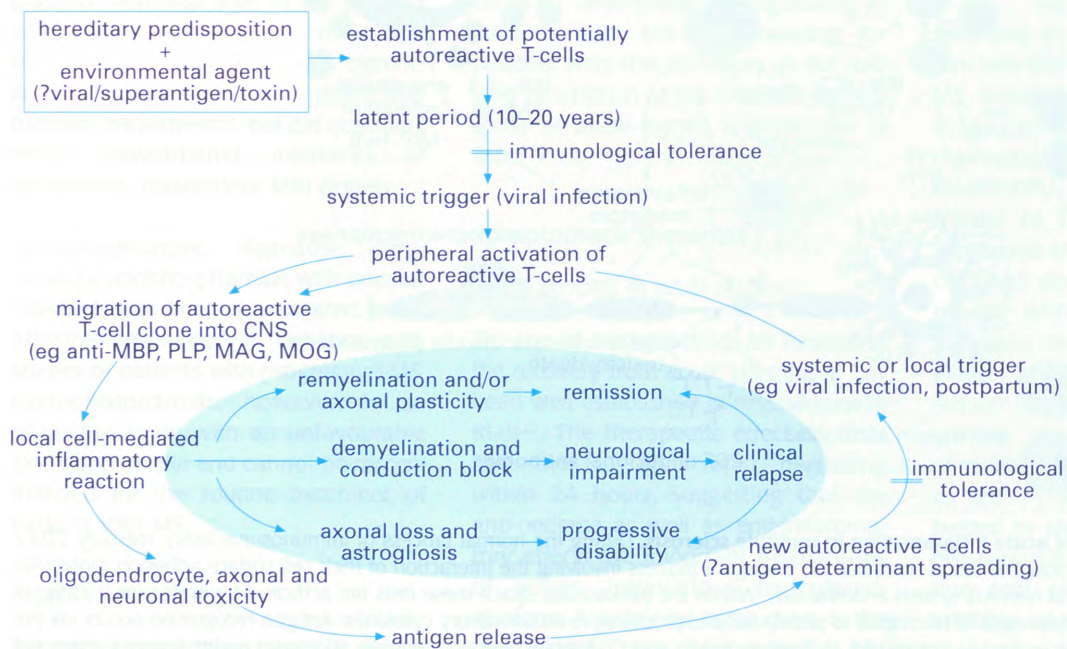 hereditary predisposition
+
environmental agent
(?viral/superantigen/toxin)
establishment of potentially
autoreactive T-cells
latent period (10–20 years)
immunological tolerance
systemic trigger (viral infection)
peripheral activation of
autoreactive T-cells
migration of autoreactive
T-cell clone into CNS
(eg anti-MBP, PLP, MAG, MOG)
systemic or local trigger
(eg viral infection, postpartum)
remyelination and/or
axonal plasticity
remission
local cell-mediated
inflammatory
reaction
demyelination and
conduction block
neurological
impairment
clinical
relapse
immunological
tolerance
axonal loss and
astrogliosis
progressive
disability
new autoreactive T-cells
(?antigen determinant spreading)
oligodendrocyte, axonal and
neuronal toxicity
antigen release